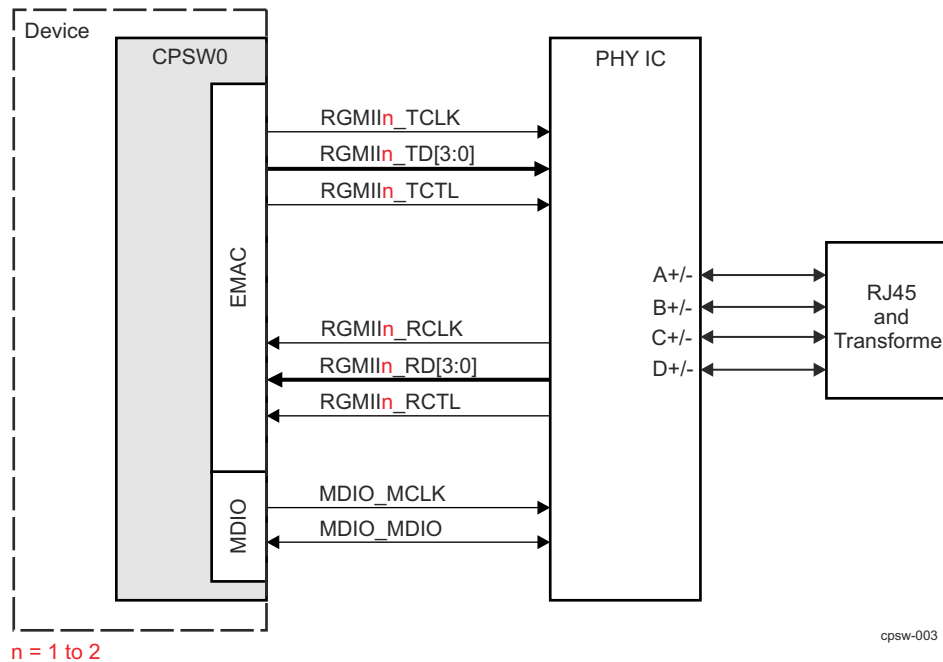 Device
CPSW0
PHY IC
RGMIIn_TCLK
RGMIIn_TD[3:0]
RGMIIn_TCTL
EMAC
A+/-
B+/-
C+/-
D+/-
RJ45
and
Transforme
RGMIIn_RCLK
RGMIIn_RD[3:0]
RGMIIn_RCTL
MDIO
MDIO_MCLK
MDIO_MDIO
cpsw-003
n = 1 to 2